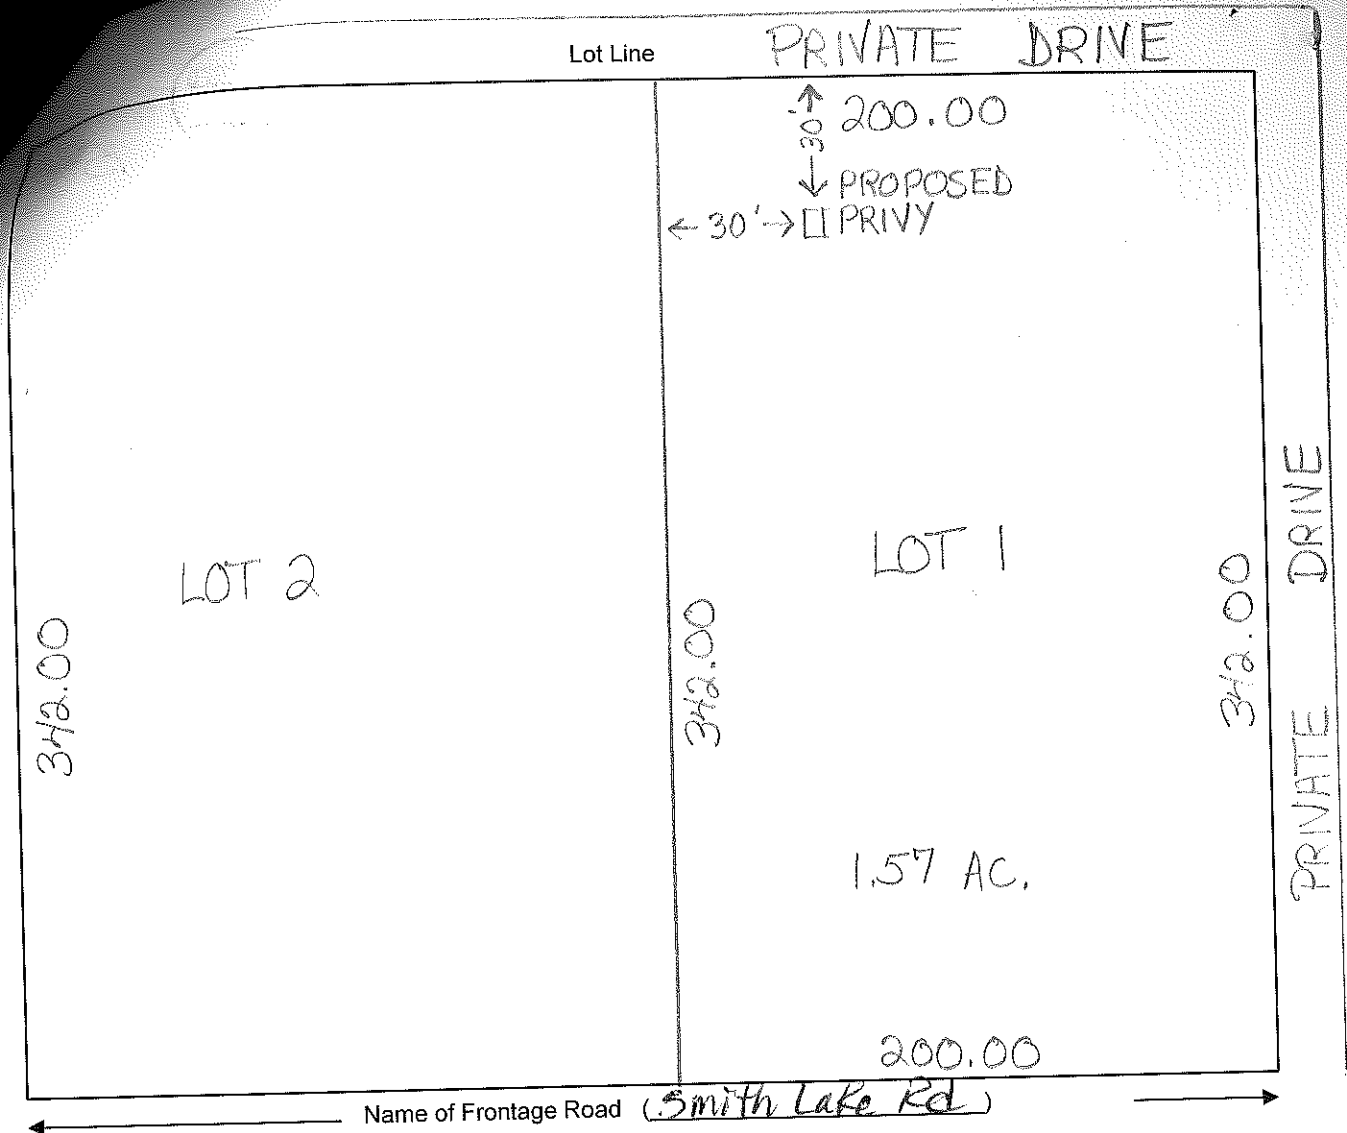 Lot Line
PRIVATE DRIVE
30'
200.00
PROPOSED
30' PRIVY
LOT 2
LOT 1
342.00
342.00
342.00
PRIVATE DRIVE
1.57 AC.
200.00
Name of Frontage Road (Smith Lake Rd)